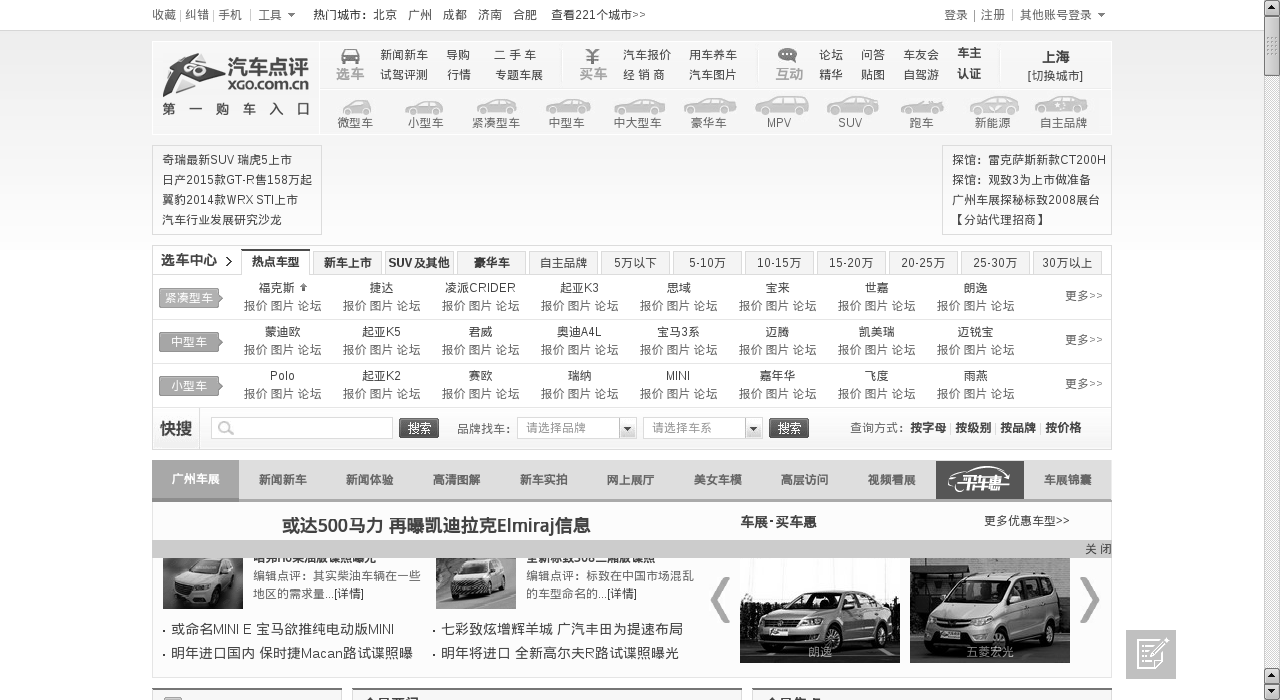 收藏 | 纠错 | 手机 | 工具 热门城市：北京 广州 成都 济南 合肥 查看221个城市>> 登录 | 注册 | 其他账号登录
汽车点评
XGO.com.cn
第一购车入口
选车 新闻新车 导购 二手车
试驾评测 行情 专题车展
买车 汽车报价 用车养车
经销商 汽车图片
互动 论坛 问答 车友会 车主
精华 贴图 自驾游 认证
上海
[切换城市]
微型车 小型车 紧凑型车 中型车 中大型车 豪华车 MPV SUV 跑车 新能源 自主品牌
奇瑞最新SUV 瑞虎5上市
日产2015款GT-R售158万起
翼豹2014款WRX STI上市
汽车行业发展研究沙龙
探馆：雷克萨斯新款CT200H
探馆：观致3为上市做准备
广州车展探秘标致2008展台
【分站代理招商】
选车中心 热点车型 新车上市 SUV及其他 豪华车 自主品牌 5万以下 5-10万 10-15万 15-20万 20-25万 25-30万 30万以上
紧凑型车 福克斯 捷达 凌派CRIDER 起亚K3 思域 宝来 世嘉 朗逸 更多>>
报价 图片 论坛 报价 图片 论坛 报价 图片 论坛 报价 图片 论坛 报价 图片 论坛 报价 图片 论坛 报价 图片 论坛 报价 图片 论坛
中型车 蒙迪欧 起亚K5 君威 奥迪A4L 宝马3系 迈腾 凯美瑞 迈锐宝 更多>>
报价 图片 论坛 报价 图片 论坛 报价 图片 论坛 报价 图片 论坛 报价 图片 论坛 报价 图片 论坛 报价 图片 论坛 报价 图片 论坛
小型车 Polo 起亚K2 赛欧 瑞纳 MINI 嘉年华 飞度 雨燕 更多>>
报价 图片 论坛 报价 图片 论坛 报价 图片 论坛 报价 图片 论坛 报价 图片 论坛 报价 图片 论坛 报价 图片 论坛 报价 图片 论坛
快搜 搜索 品牌找车： 请选择品牌 请选择车系 搜索 查询方式：按字母 | 按级别 | 按品牌 | 按价格
广州车展 新闻新车 新闻体验 高清图解 新车实拍 网上展厅 美女车模 高层访问 视频看展 买车惠 车展锦囊
或达500马力 再曝凯迪拉克Elmiraj信息
车展·买车惠 更多优惠车型>>
关 闭
编辑点评：其实柴油车辆在一些
地区的需求量...[详情]
编辑点评：标致在中国市场混乱
的车型命名的...[详情]
· 或命名MINI E 宝马欲推纯电动版MINI
· 明年进口国内 保时捷Macan路试谍照曝
· 七彩致炫增辉羊城 广汽丰田为提速布局
· 明年将进口 全新高尔夫R路试谍照曝光
朗逸 五菱宏光